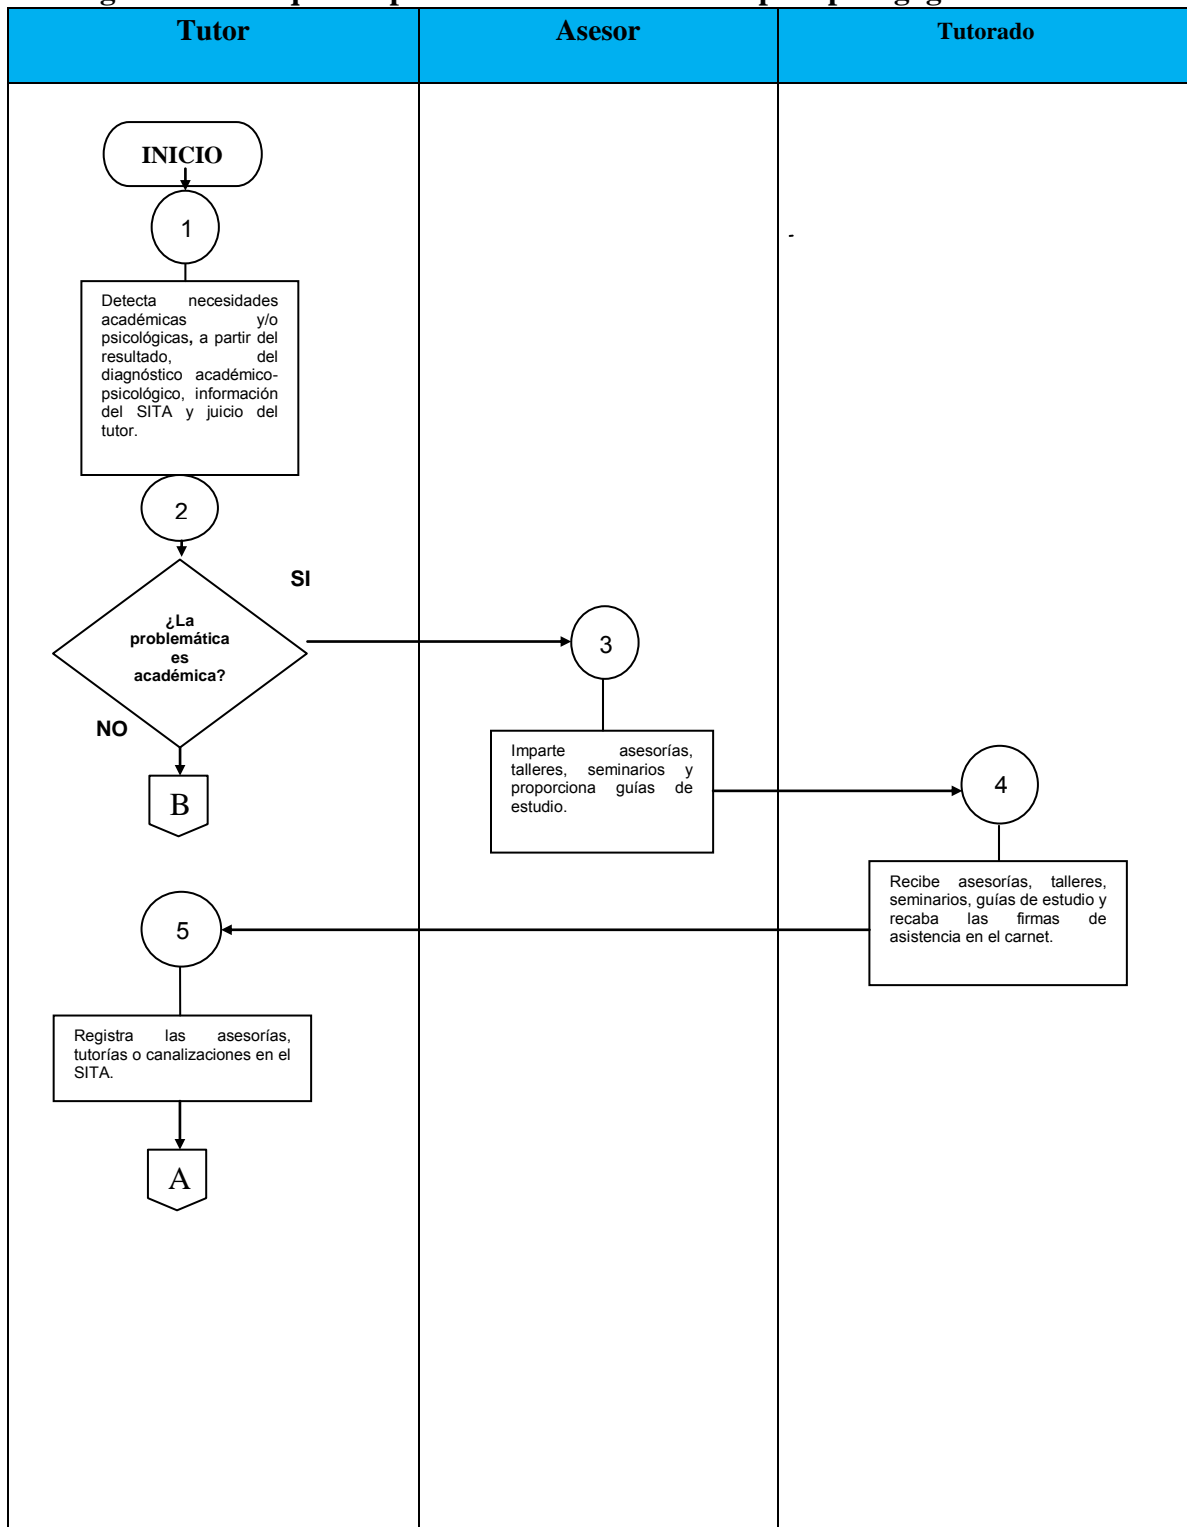 Tutor
Asesor
Tutorado
INICIO
1
Detecta necesidades
académicas y/o
psicológicas, a partir del
resultado, del
diagnóstico académico-
psicológico, información
del SITA y juicio del
tutor.
2
SI
¿La
problemática
es
académica?
NO
B
3
Imparte asesorías,
talleres, seminarios y
proporciona guías de
estudio.
4
Recibe asesorías, talleres,
seminarios, guías de estudio y
recaba las firmas de
asistencia en el carnet.
5
Registra las asesorías,
tutorías o canalizaciones en el
SITA.
A